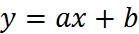 y = ax + b